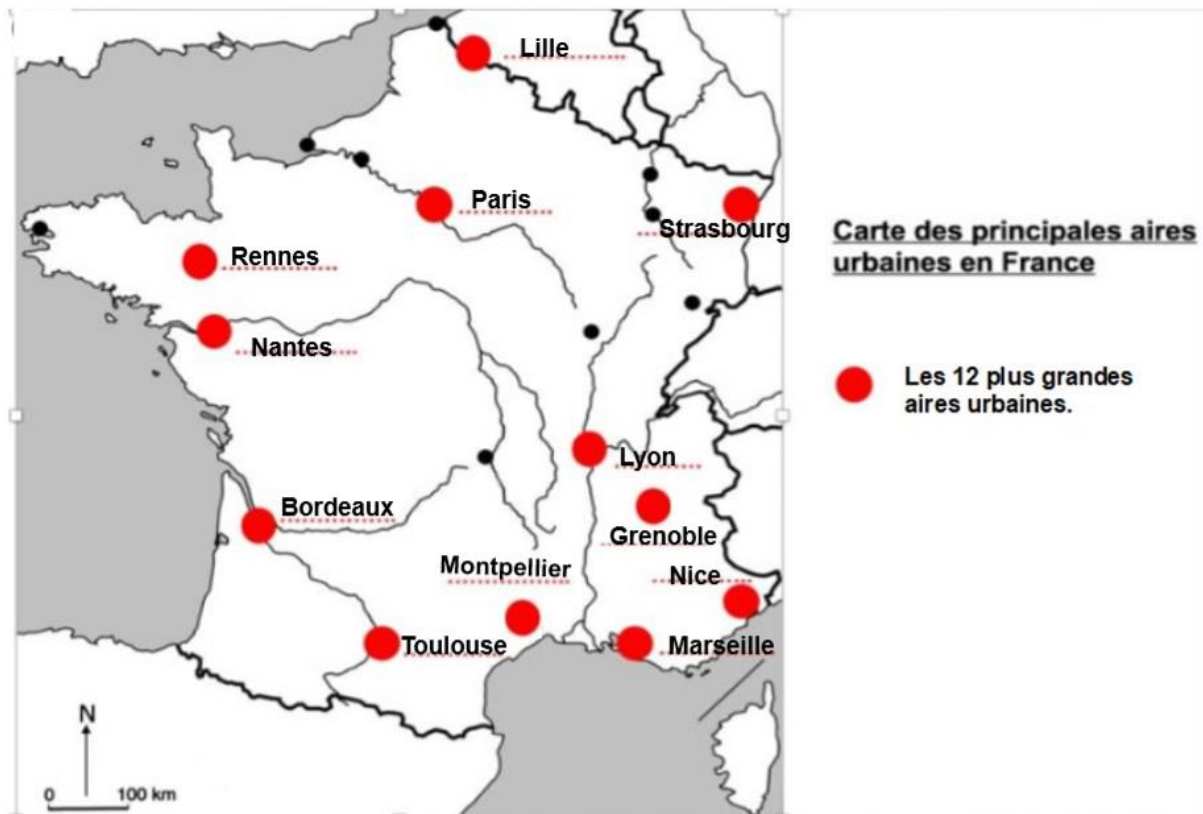 Lille
Paris
Strasbourg
Rennes
Nantes
Lyon
Bordeaux
Grenoble
Montpellier
Nice
Toulouse
Marseille
N
0 100 km
Carte des principales aires
urbaines en France
Les 12 plus grandes
aires urbaines.